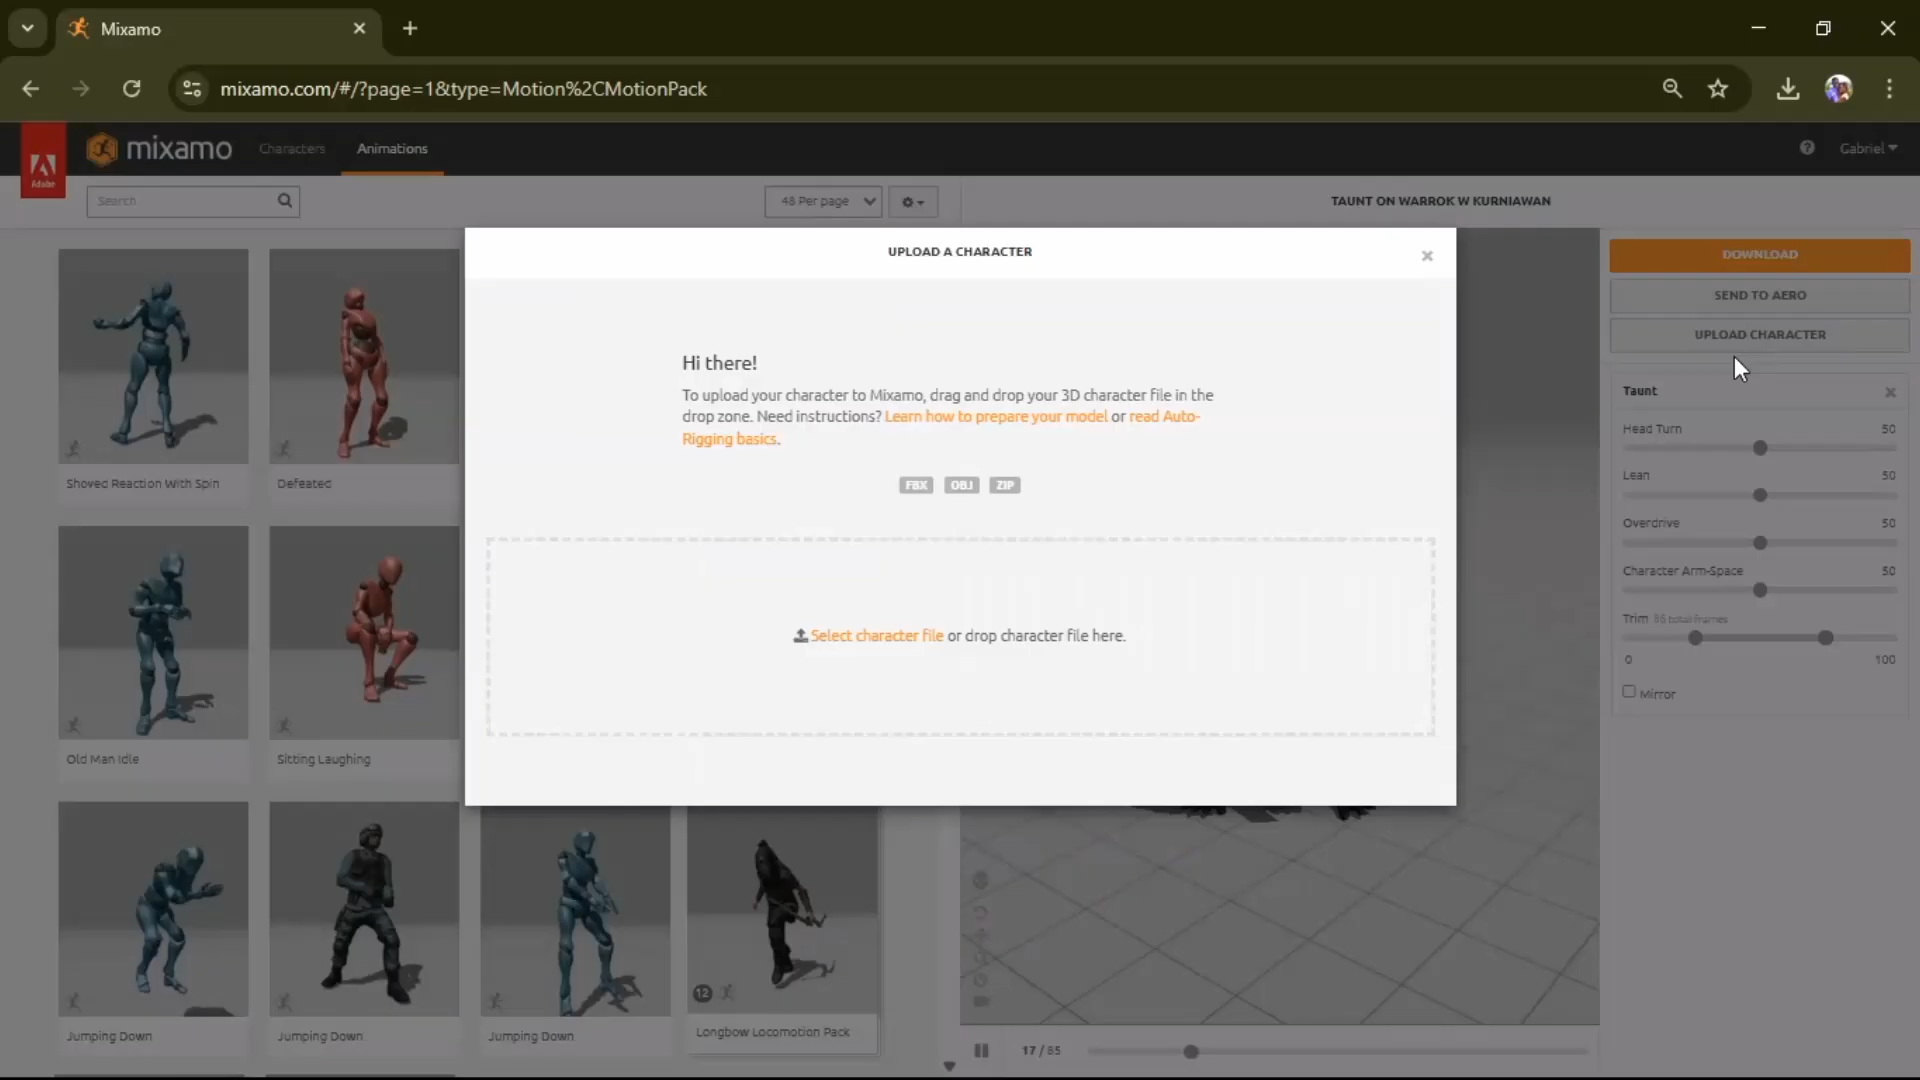 Mixamo
mixamo.com/#/?page=1&type=Motion%2CMotionPack
Adobe
mixamo
Characters
Animations
Gabriel
Search
48 Per page
TAUNT ON WARROK W KURNIAWAN
UPLOAD A CHARACTER
Hi there!
To upload your character to Mixamo, drag and drop your 3D character file in the
drop zone. Need instructions? Learn how to prepare your model or read Auto-
Rigging basics.
FBX OBJ ZIP
Select character file or drop character file here.
DOWNLOAD
SEND TO AERO
UPLOAD CHARACTER
Taunt
Head Turn 50
Lean 50
Overdrive 50
Character Arm-Space 50
Trim 85 total frames
0 100
Mirror
Shoved Reaction With Spin
Defeated
Old Man Idle
Sitting Laughing
12
Jumping Down
Jumping Down
Jumping Down
Longbow Locomotion Pack
17 / 85